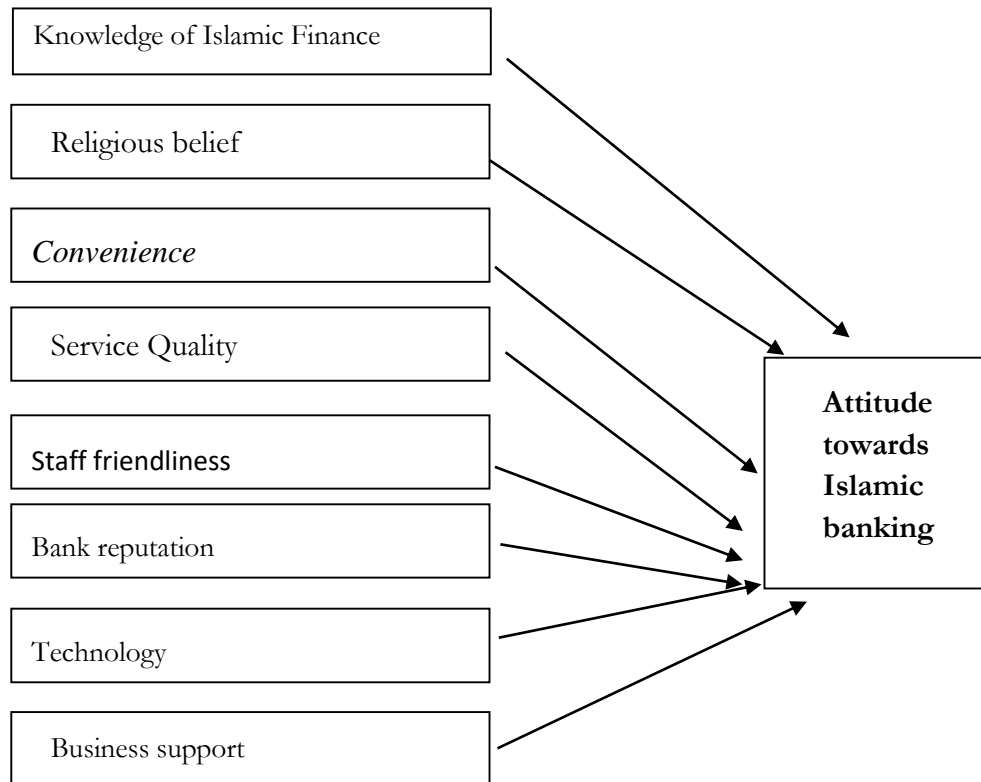 Knowledge of Islamic Finance
Religious belief
Convenience
Service Quality
Staff friendliness
Bank reputation
Technology
Business support
Attitude
towards
Islamic
banking